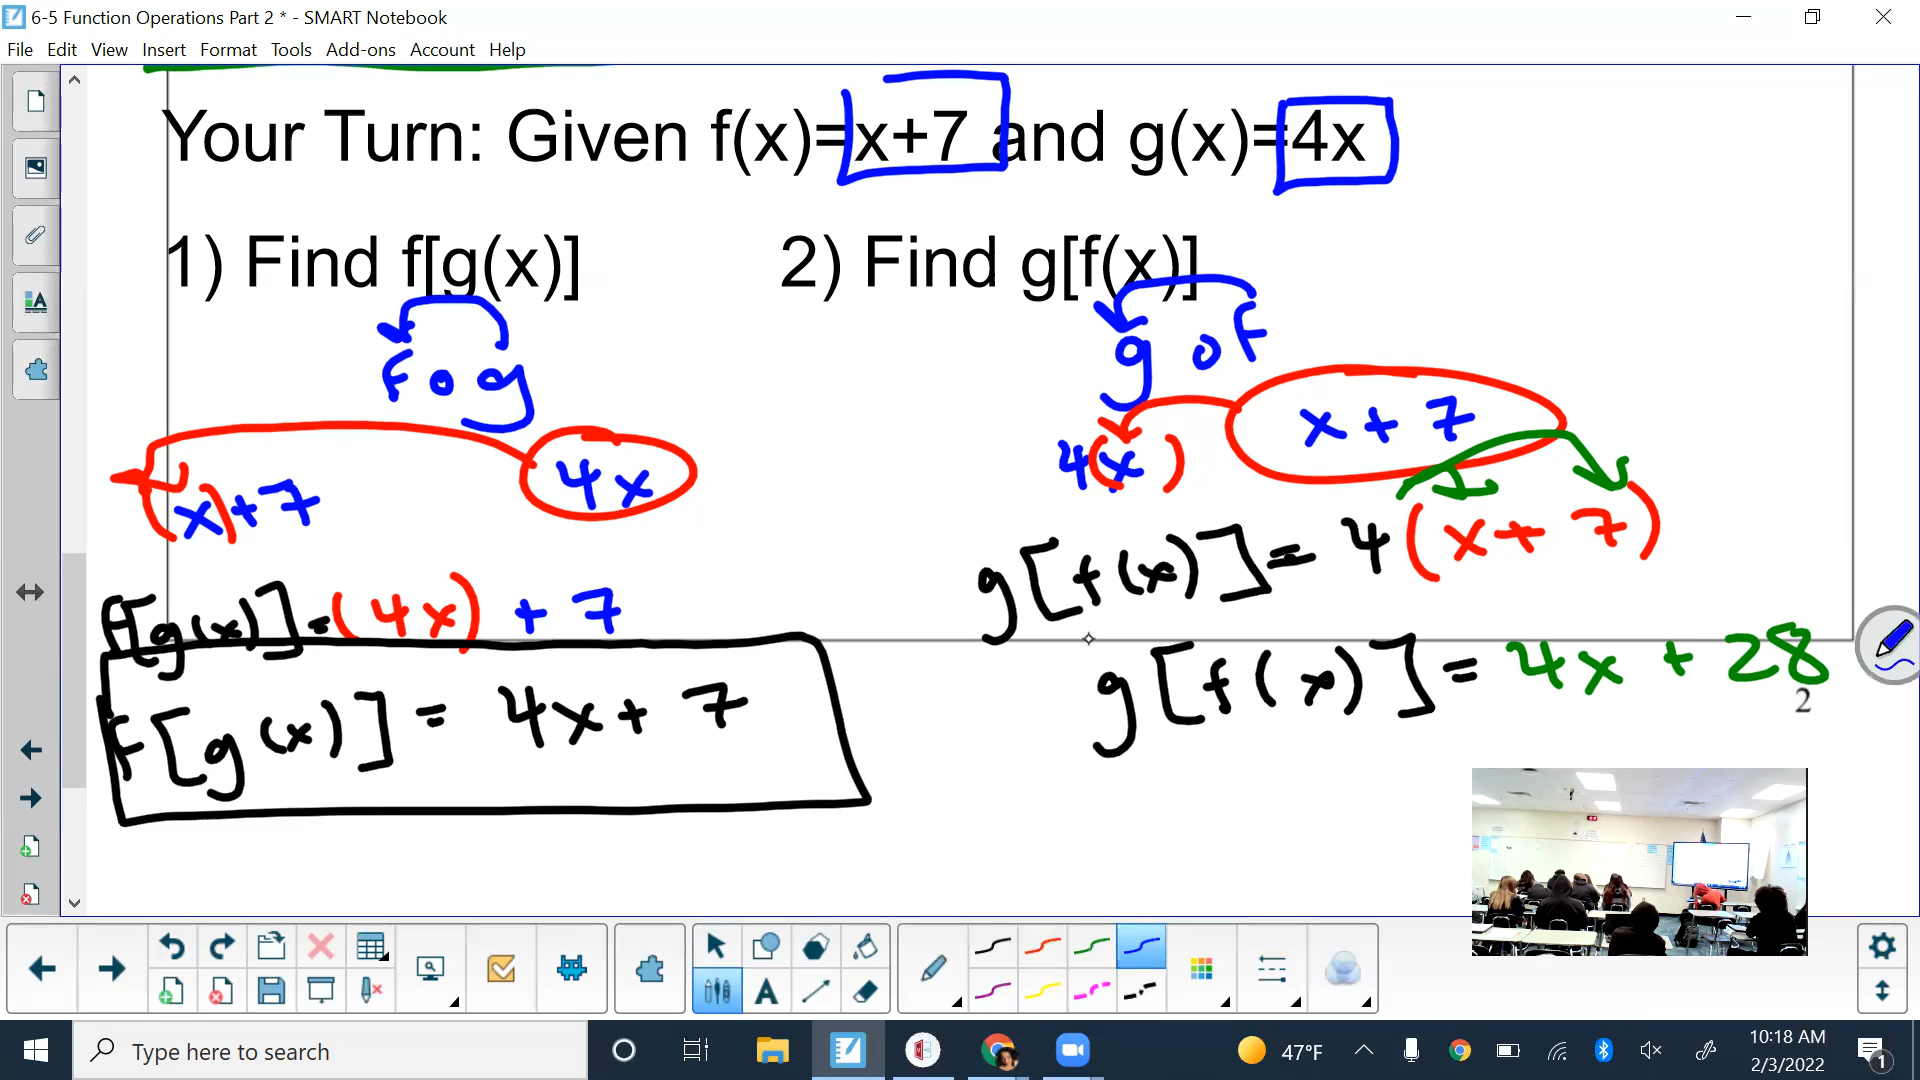 6-5 Function Operations Part 2 * - SMART Notebook
File Edit View Insert Format Tools Add-ons Account Help
Your Turn: Given f(x)=x+7 and g(x)=4x
1) Find f[g(x)]
2) Find g[f(x)]
f o g
g o f
(x)+7
4x
4(x )
x + 7
f[g(x)]=(4x) + 7
g[f(x)]= 4(x+ 7)
f[g(x)] = 4x+ 7
g[f(x)] = 4x + 28
2
Type here to search
47°F
10:18 AM
2/3/2022
1